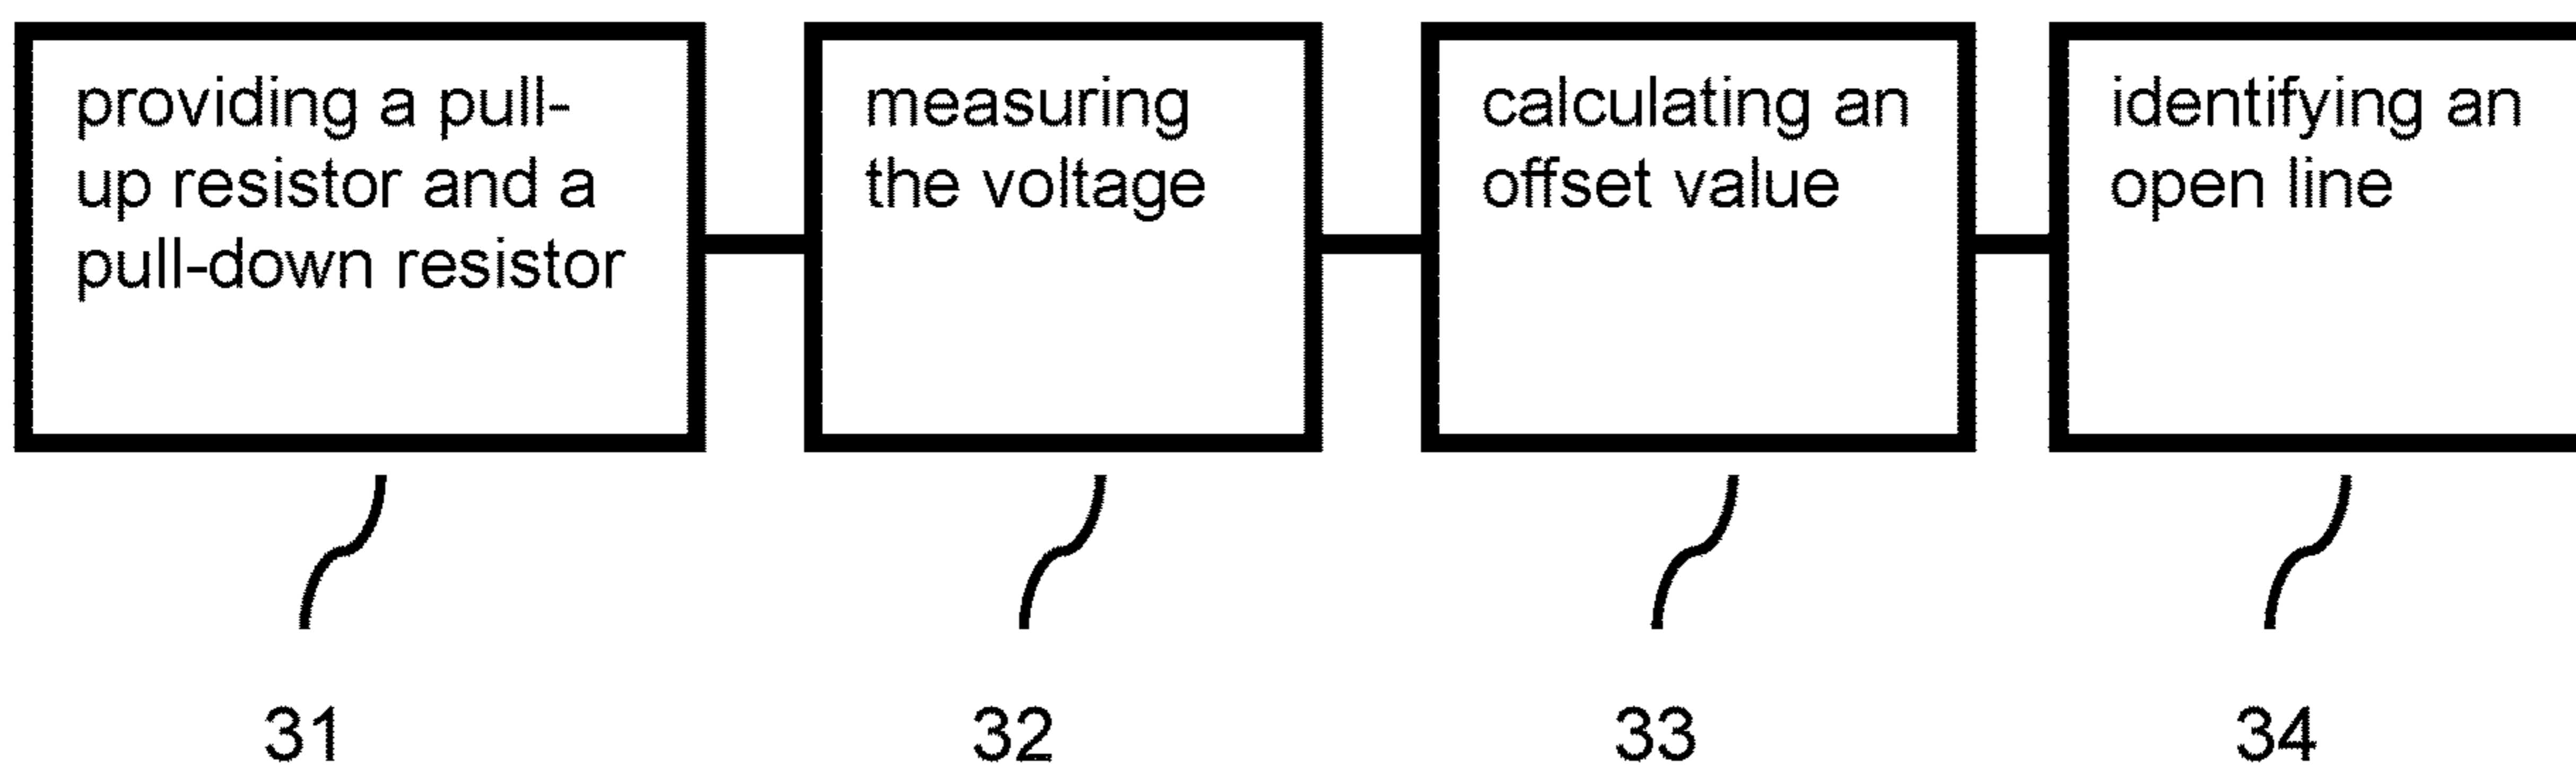 providing a pull-
up resistor and a
pull-down resistor
measuring
the voltage
calculating an
offset value
identifying an
open line
31
32
33
34